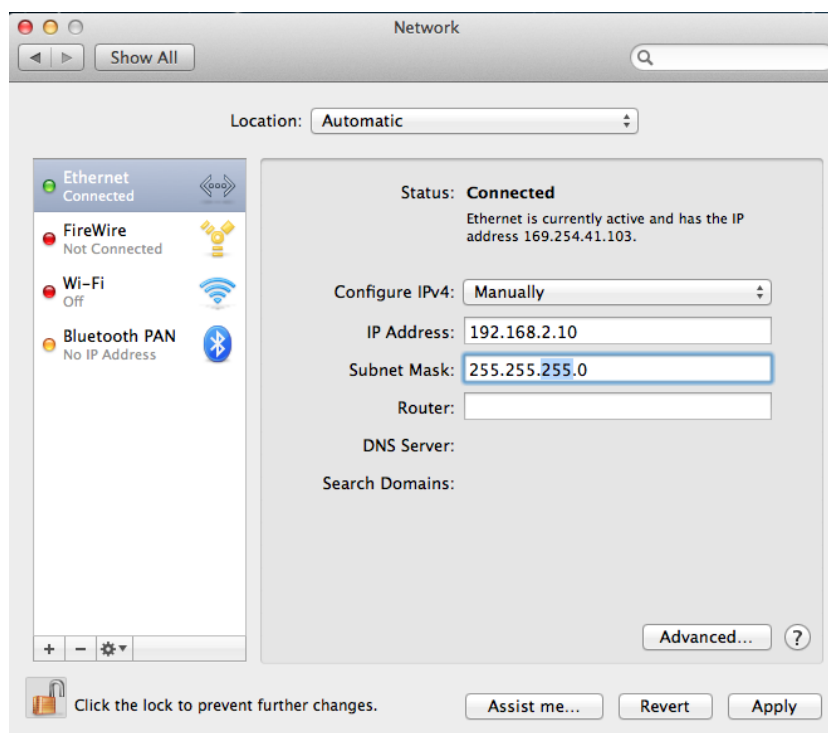 Network
Show All
Location: Automatic
Ethernet
Connected
FireWire
Not Connected
Wi-Fi
Off
Bluetooth PAN
No IP Address
Status: Connected
Ethernet is currently active and has the IP
address 169.254.41.103.
Configure IPv4: Manually
IP Address: 192.168.2.10
Subnet Mask: 255.255.255.0
Router:
DNS Server:
Search Domains:
Advanced... ?
Click the lock to prevent further changes.
Assist me... Revert Apply